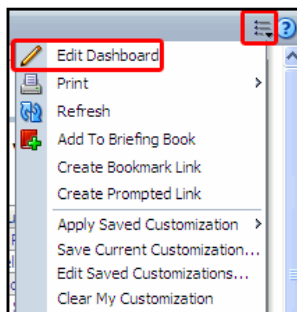 ?
Edit Dashboard
Print
Refresh
Add To Briefing Book
Create Bookmark Link
Create Prompted Link
Apply Saved Customization
Save Current Customization...
Edit Saved Customizations...
Clear My Customization